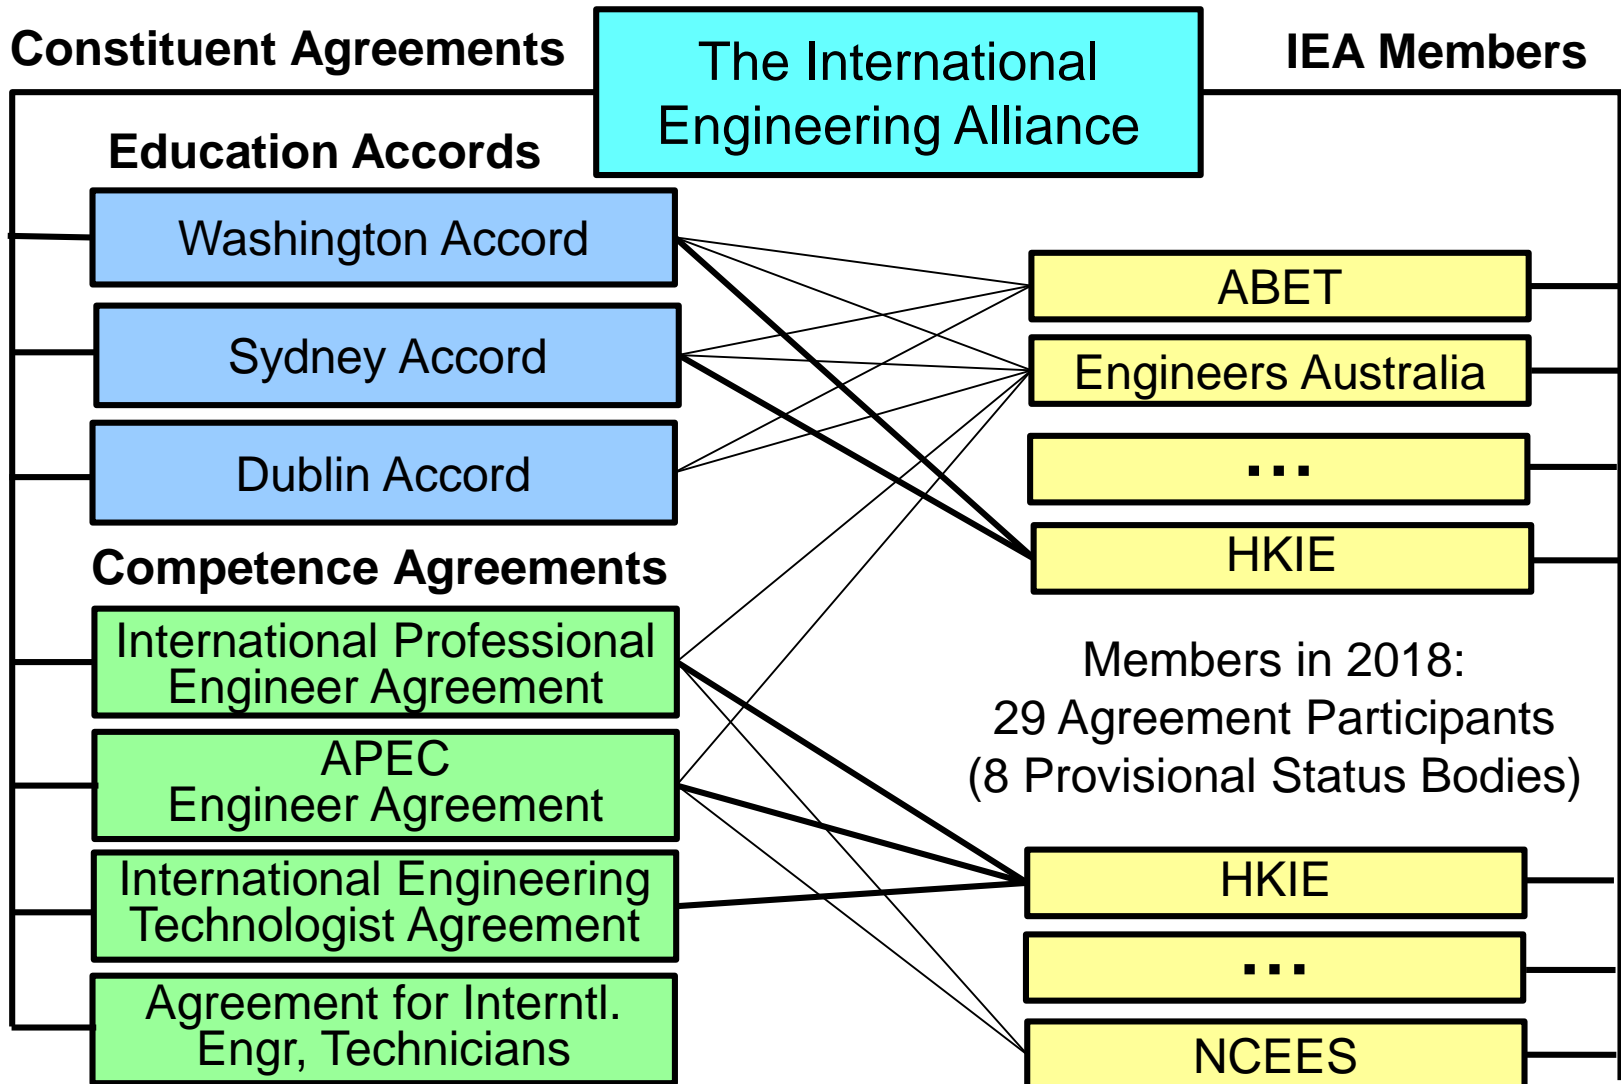 Constituent Agreements
The International
Engineering Alliance
IEA Members
Education Accords
Washington Accord
Sydney Accord
Dublin Accord
Competence Agreements
International Professional
Engineer Agreement
APEC
Engineer Agreement
International Engineering
Technologist Agreement
Agreement for Interntl.
Engr, Technicians
ABET
Engineers Australia
...
HKIE
Members in 2018:
29 Agreement Participants
(8 Provisional Status Bodies)
HKIE
...
NCEES